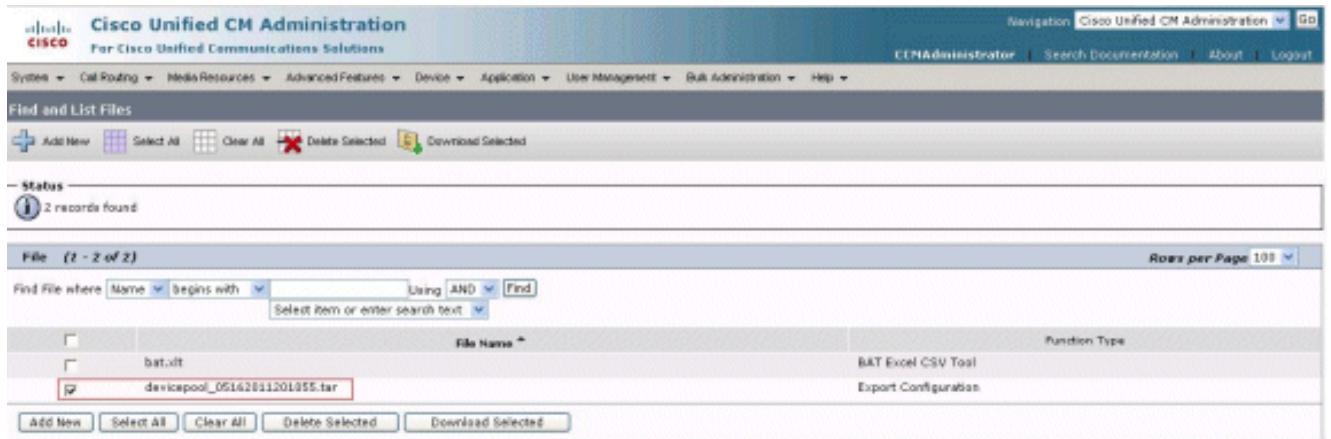 Cisco Unified CM Administration
Navigation Cisco Unified CM Administration Go
CISCO
For Cisco Unified Communications Solutions
CCMAdministrator | Search Documentation | About | Logout
System Call Routing Media Resources Advanced Features Device Application User Management Bulk Administration Help
Find and List Files
Add New Select All Clear All Delete Selected Download Selected
Status
2 records found
File (1 - 2 of 2) Rows per Page 100
Find File where Name begins with Using AND Find
Select item or enter search text
File Name Function Type
bat.xlt BAT Excel CSV Tool
devicepool_05162011201055.tar Export Configuration
Add New Select All Clear All Delete Selected Download Selected